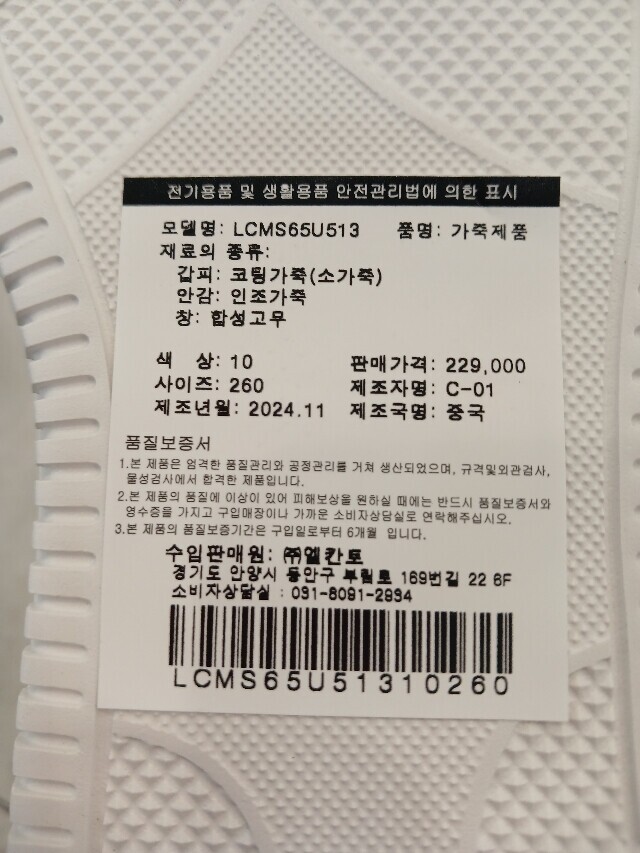 전기용품 및 생활용품 안전관리법에 의한 표시
모델명: LCMS65U513 품명: 가죽제품
재료의 종류:
갑피: 코팅가죽(소가죽)
안감: 인조가죽
창: 합성고무
색 상: 10 판매가격: 229,000
사이즈: 260 제조자명: C-01
제조년월: 2024.11 제조국명: 중국
품질보증서
1.본 제품은 엄격한 품질관리와 공정관리를 거쳐 생산되었으며, 규격및외관검사,
물성검사에서 합격한 제품입니다.
2.본 제품의 품질에 이상이 있어 피해보상을 원하실 때에는 반드시 품질보증서와
영수증을 가지고 구입매장이나 가까운 소비자상담실로 연락해주십시오.
3.본 제품의 품질보증기간은 구입일로부터 6개월 입니다.
수입판매원: ㈜엘칸토
경기도 안양시 동안구 부림로 169번길 22 6F
소비자상담실 : 031-8091-2934
LCMS65U51310260